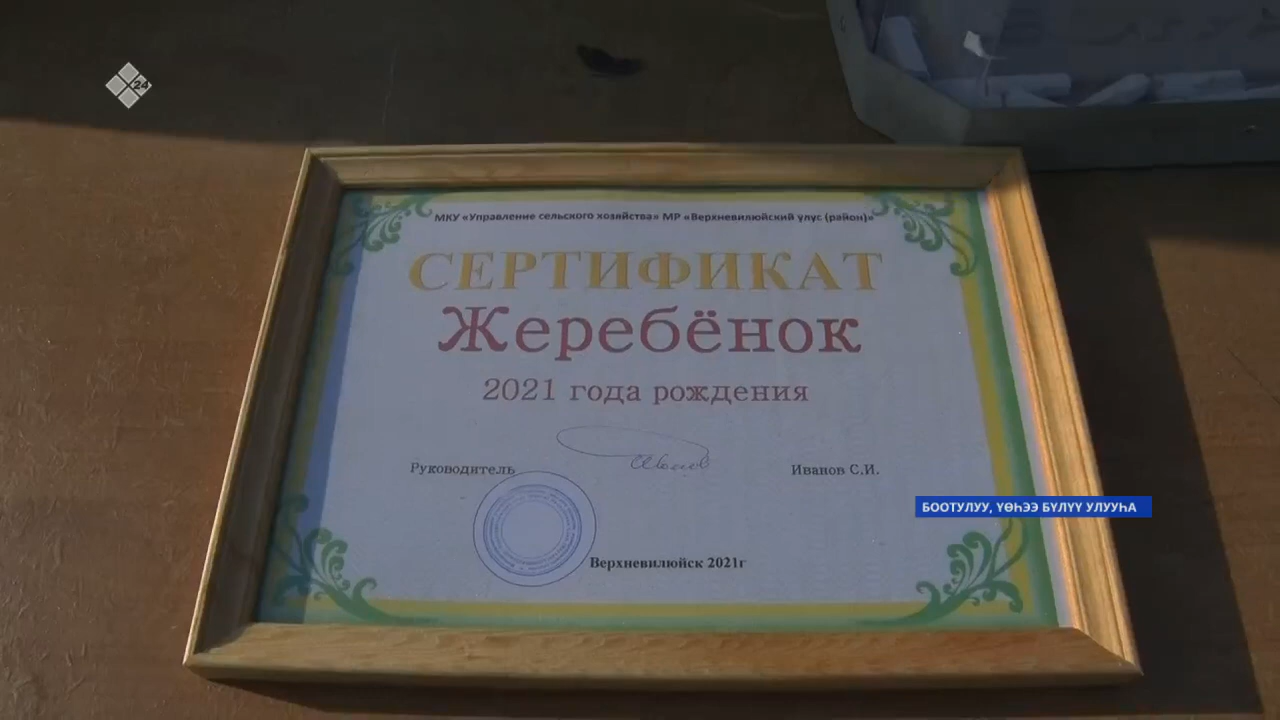 24
МКУ «Управление сельского хозяйства» МР «Верхневилюйский улус (район)»
СЕРТИФИКАТ
Жеребёнок
2021 года рождения
Руководитель
Иванов С.И.
БООТУЛУУ, ҮӨҺЭЭ БҮЛҮҮ УЛУУҺА
Верхневилюйск 2021г